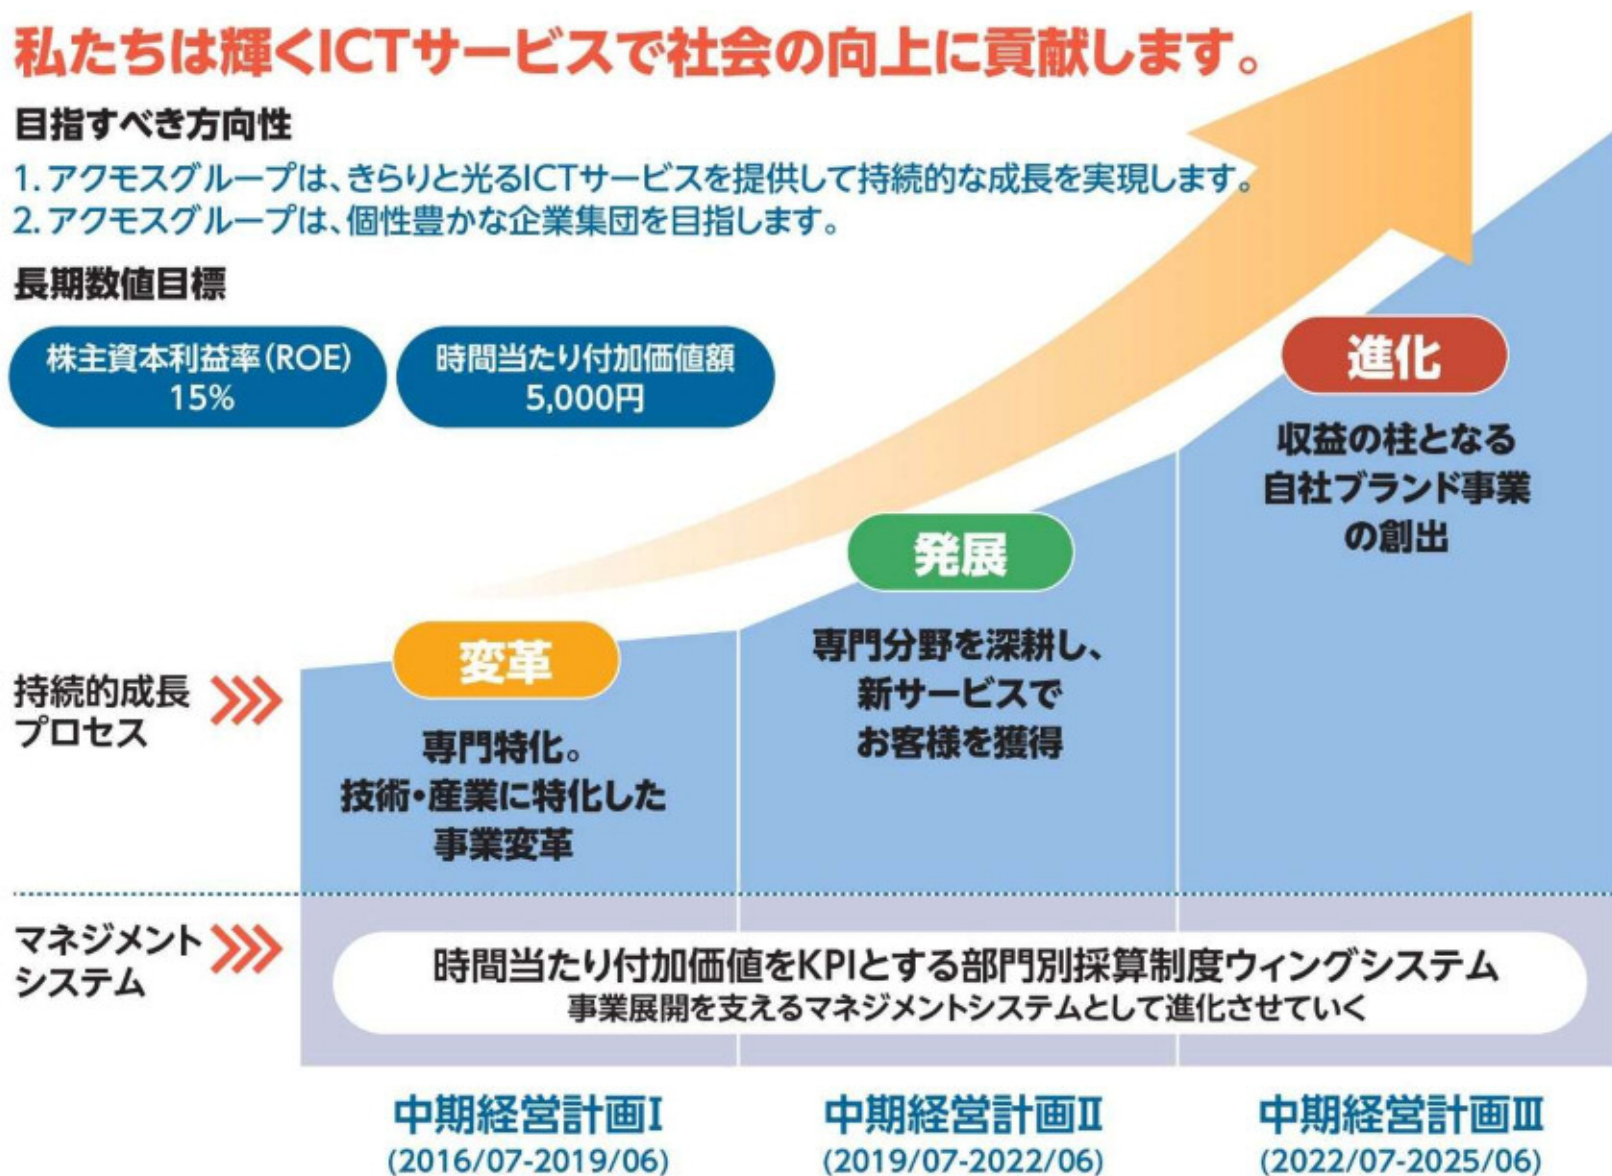 私たちは輝くICTサービスで社会の向上に貢献します。
目指すべき方向性
1. アクモスグループは、きらりと光るICTサービスを提供して持続的な成長を実現します。
2. アクモスグループは、個性豊かな企業集団を目指します。
長期数値目標
株主資本利益率(ROE)
15%
時間当たり付加価値額
5,000円
進化
収益の柱となる
自社ブランド事業
の創出
発展
専門分野を深耕し、
新サービスで
お客様を獲得
変革
専門特化。
技術・産業に特化した
事業変革
持続的成長
プロセス
マネジメント
システム
時間当たり付加価値をKPIとする部門別採算制度ウィングシステム
事業展開を支えるマネジメントシステムとして進化させていく
中期経営計画Ⅰ
(2016/07-2019/06)
中期経営計画Ⅱ
(2019/07-2022/06)
中期経営計画Ⅲ
(2022/07-2025/06)